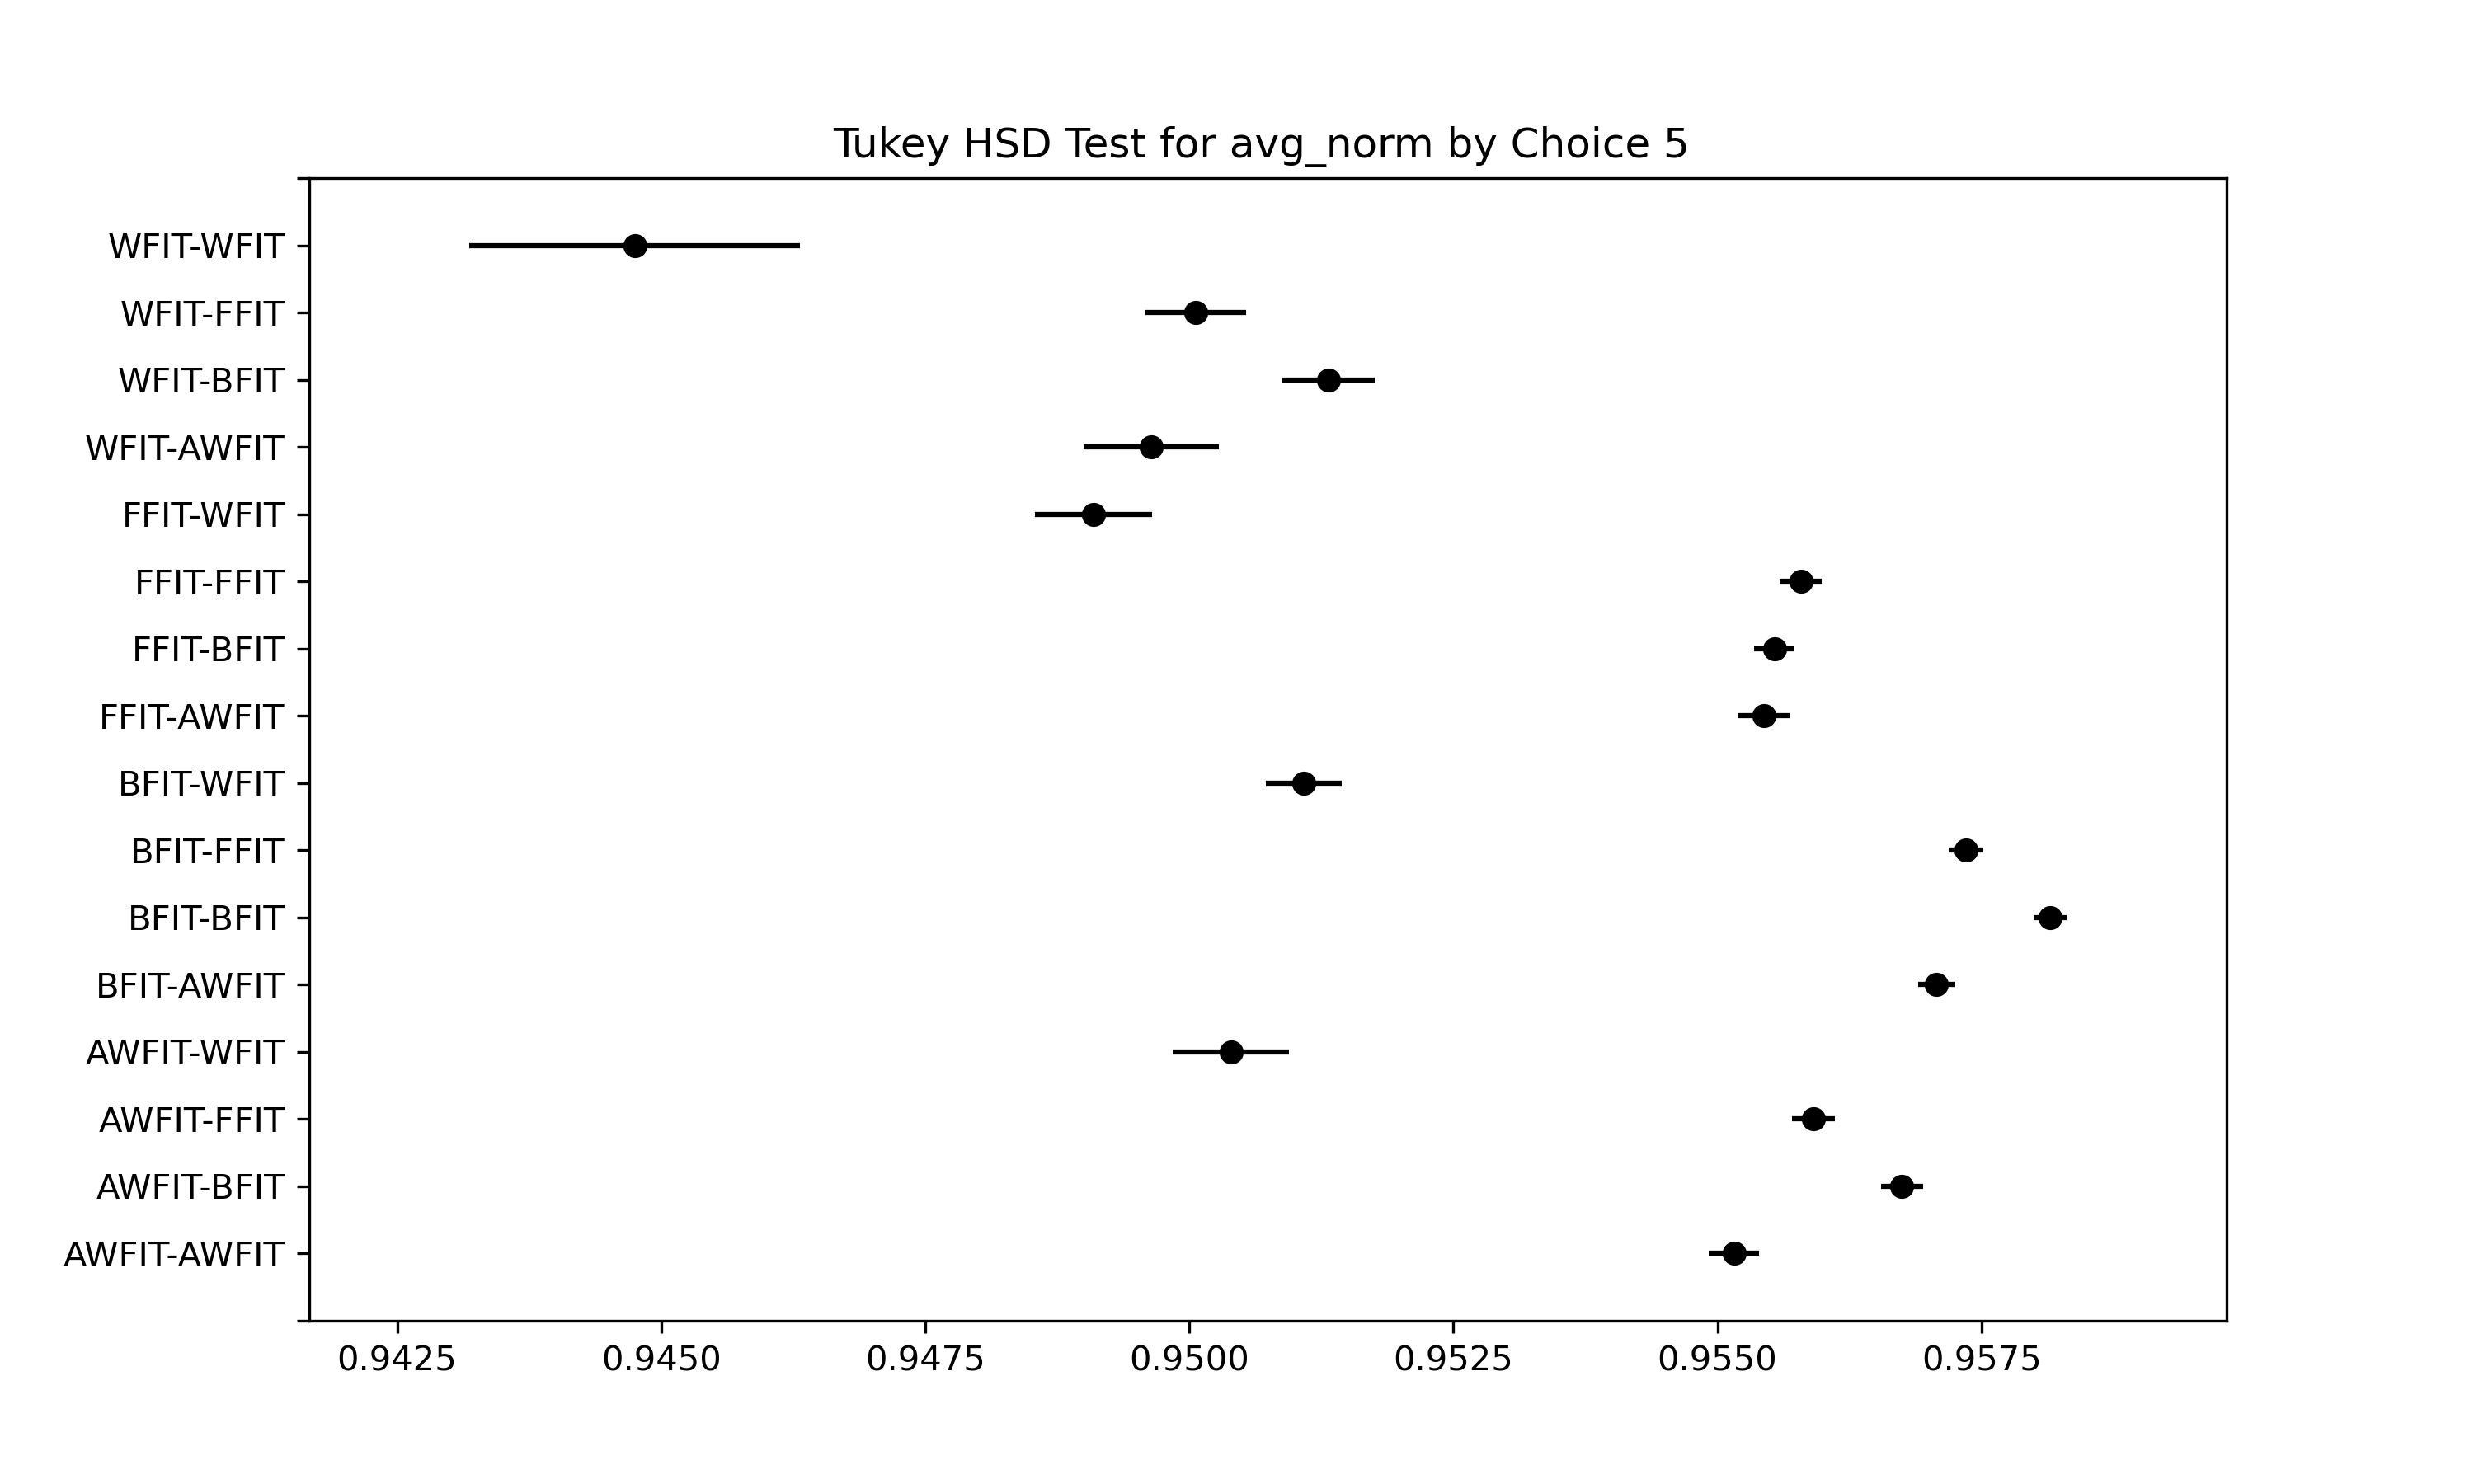 Tukey HSD Test for avg_norm by Choice 5
WFIT-WFIT
WFIT-FFIT
WFIT-BFIT
WFIT-AWFIT
FFIT-WFIT
FFIT-FFIT
FFIT-BFIT
FFIT-AWFIT
BFIT-WFIT
BFIT-FFIT
BFIT-BFIT
BFIT-AWFIT
AWFIT-WFIT
AWFIT-FFIT
AWFIT-BFIT
AWFIT-AWFIT
0.9425 0.9450 0.9475 0.9500 0.9525 0.9550 0.9575